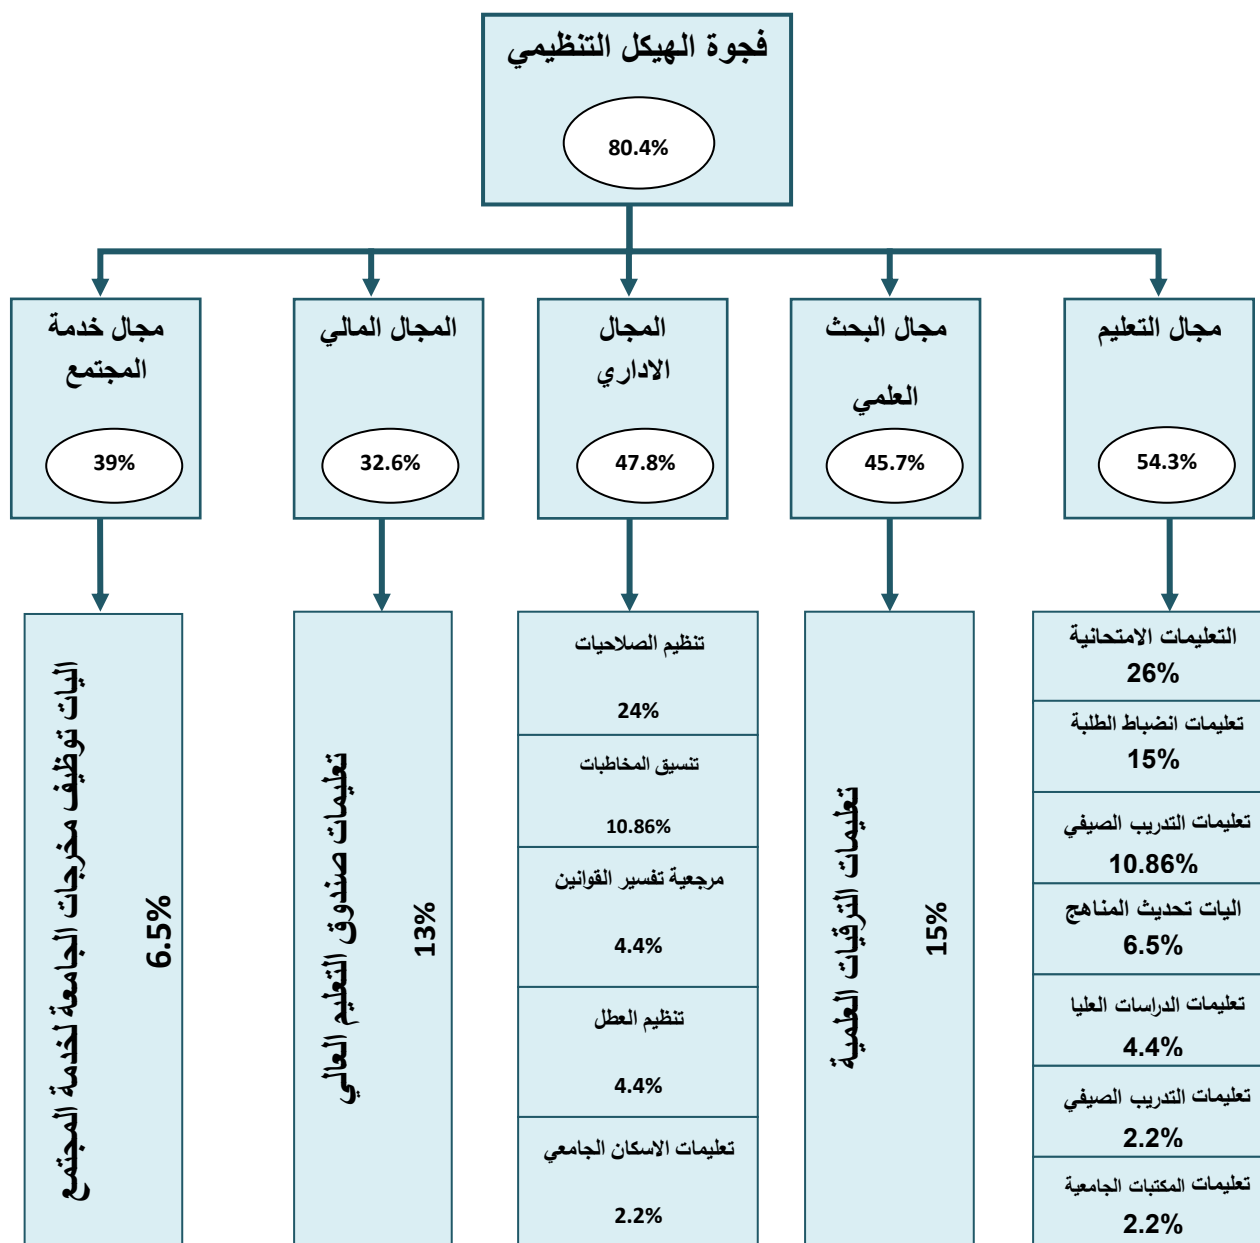 فجوة الهيكل التنظيمي
80.4%
مجال التعليم
54.3%
مجال البحث
العلمي
45.7%
المجال
الاداري
47.8%
المجال المالي
32.6%
مجال خدمة
المجتمع
39%
التعليمات الامتحانية
26%
تعليمات انضباط الطلبة
15%
تعليمات التدريب الصيفي
10.86%
اليات تحديث المناهج
6.5%
تعليمات الدراسات العليا
4.4%
تعليمات التدريب الصيفي
2.2%
تعليمات المكتبات الجامعية
2.2%
تعليمات الترقيات العلمية
15%
تنظيم الصلاحيات
24%
تنسيق المخاطبات
10.86%
مرجعية تفسير القوانين
4.4%
تنظيم العطل
4.4%
تعليمات الاسكان الجامعي
2.2%
تعليمات صندوق التعليم العالي
13%
اليات توظيف مخرجات الجامعة لخدمة المجتمع
6.5%